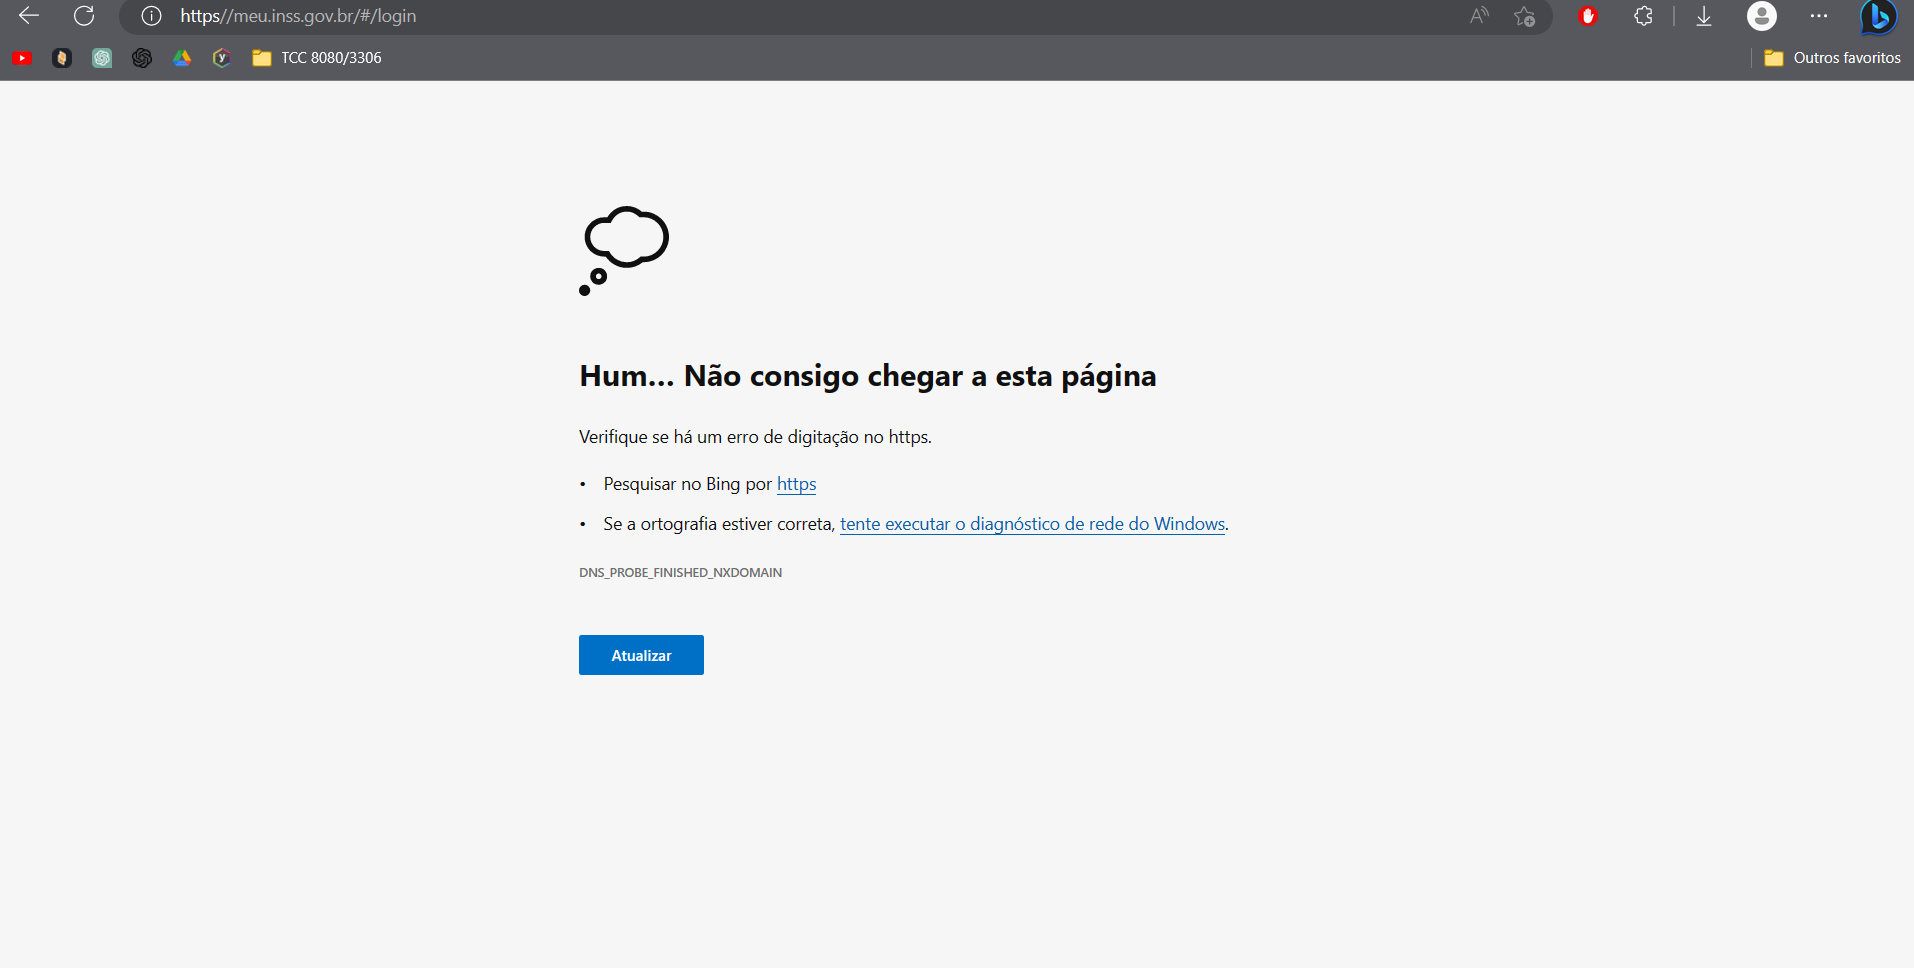 https//meu.inss.gov.br/#/login
TCC 8080/3306
Outros favoritos
Hum… Não consigo chegar a esta página
Verifique se há um erro de digitação no https.
• Pesquisar no Bing por https
• Se a ortografia estiver correta, tente executar o diagnóstico de rede do Windows.
DNS_PROBE_FINISHED_NXDOMAIN
Atualizar